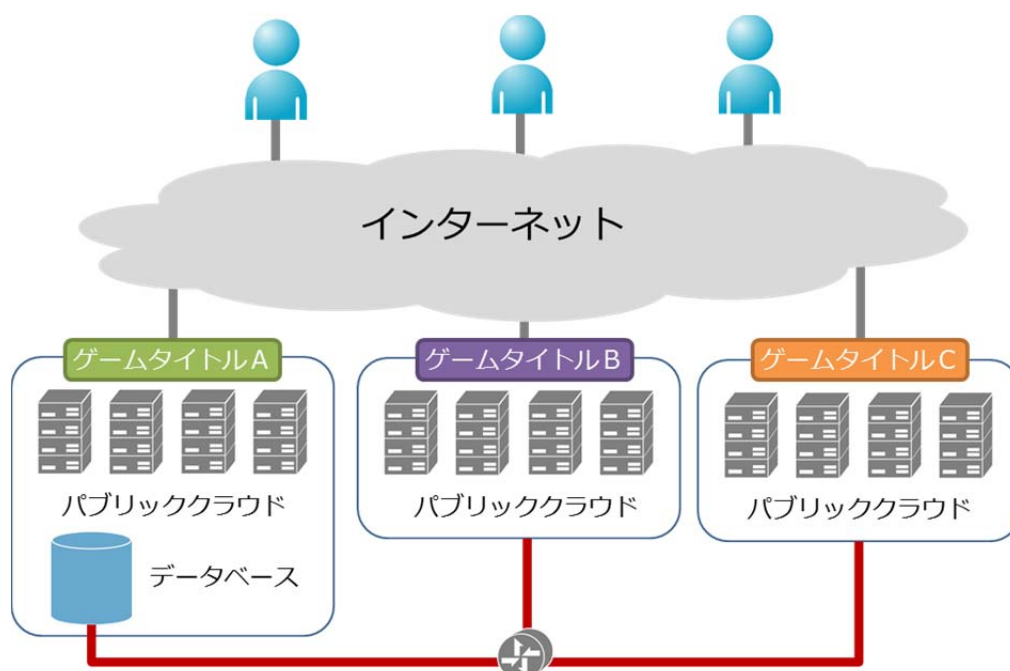 インターネット
ゲームタイトルA
ゲームタイトルB
ゲームタイトルC
パブリッククラウド
パブリッククラウド
パブリッククラウド
データベース